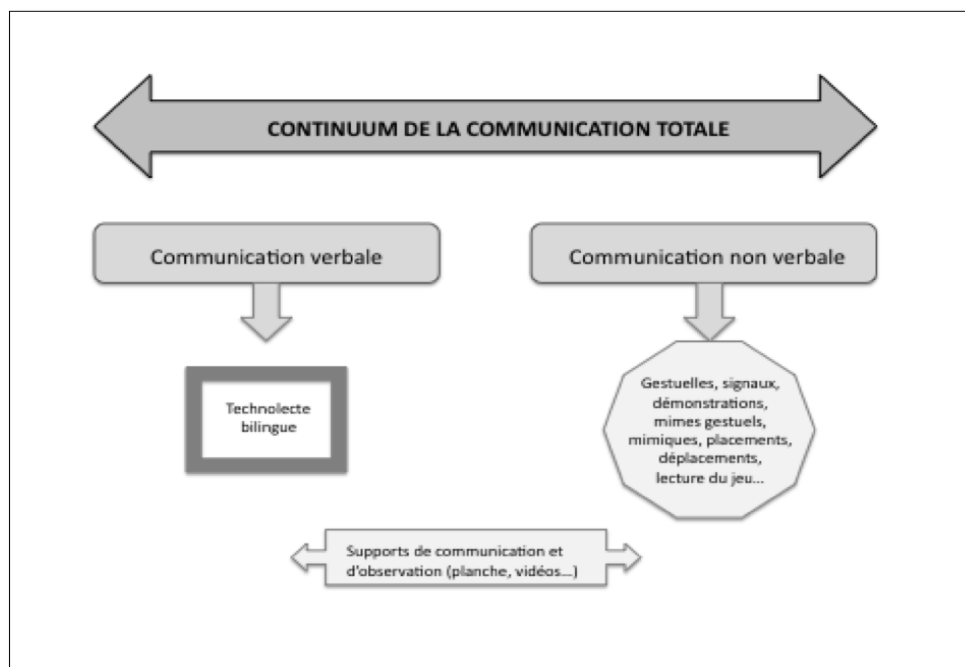 CONTINUUM DE LA COMMUNICATION TOTALE
Communication verbale
Communication non verbale
Technolecte
bilingue
Gestuelles, signaux,
démonstrations,
mimes gestuels,
mimiques, placements,
déplacements,
lecture du jeu...
Supports de communication et
d'observation (planche, vidéos...)